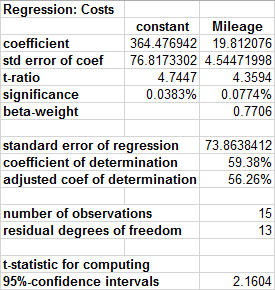 Regression: Costs
constant Mileage
coefficient 364.476942 19.812076
std error of coef 76.8173302 4.54471998
t-ratio 4.7447 4.3594
significance 0.0383% 0.0774%
beta-weight 0.7706
standard error of regression 73.8638412
coefficient of determination 59.38%
adjusted coef of determination 56.26%
number of observations 15
residual degrees of freedom 13
t-statistic for computing
95%-confidence intervals 2.1604